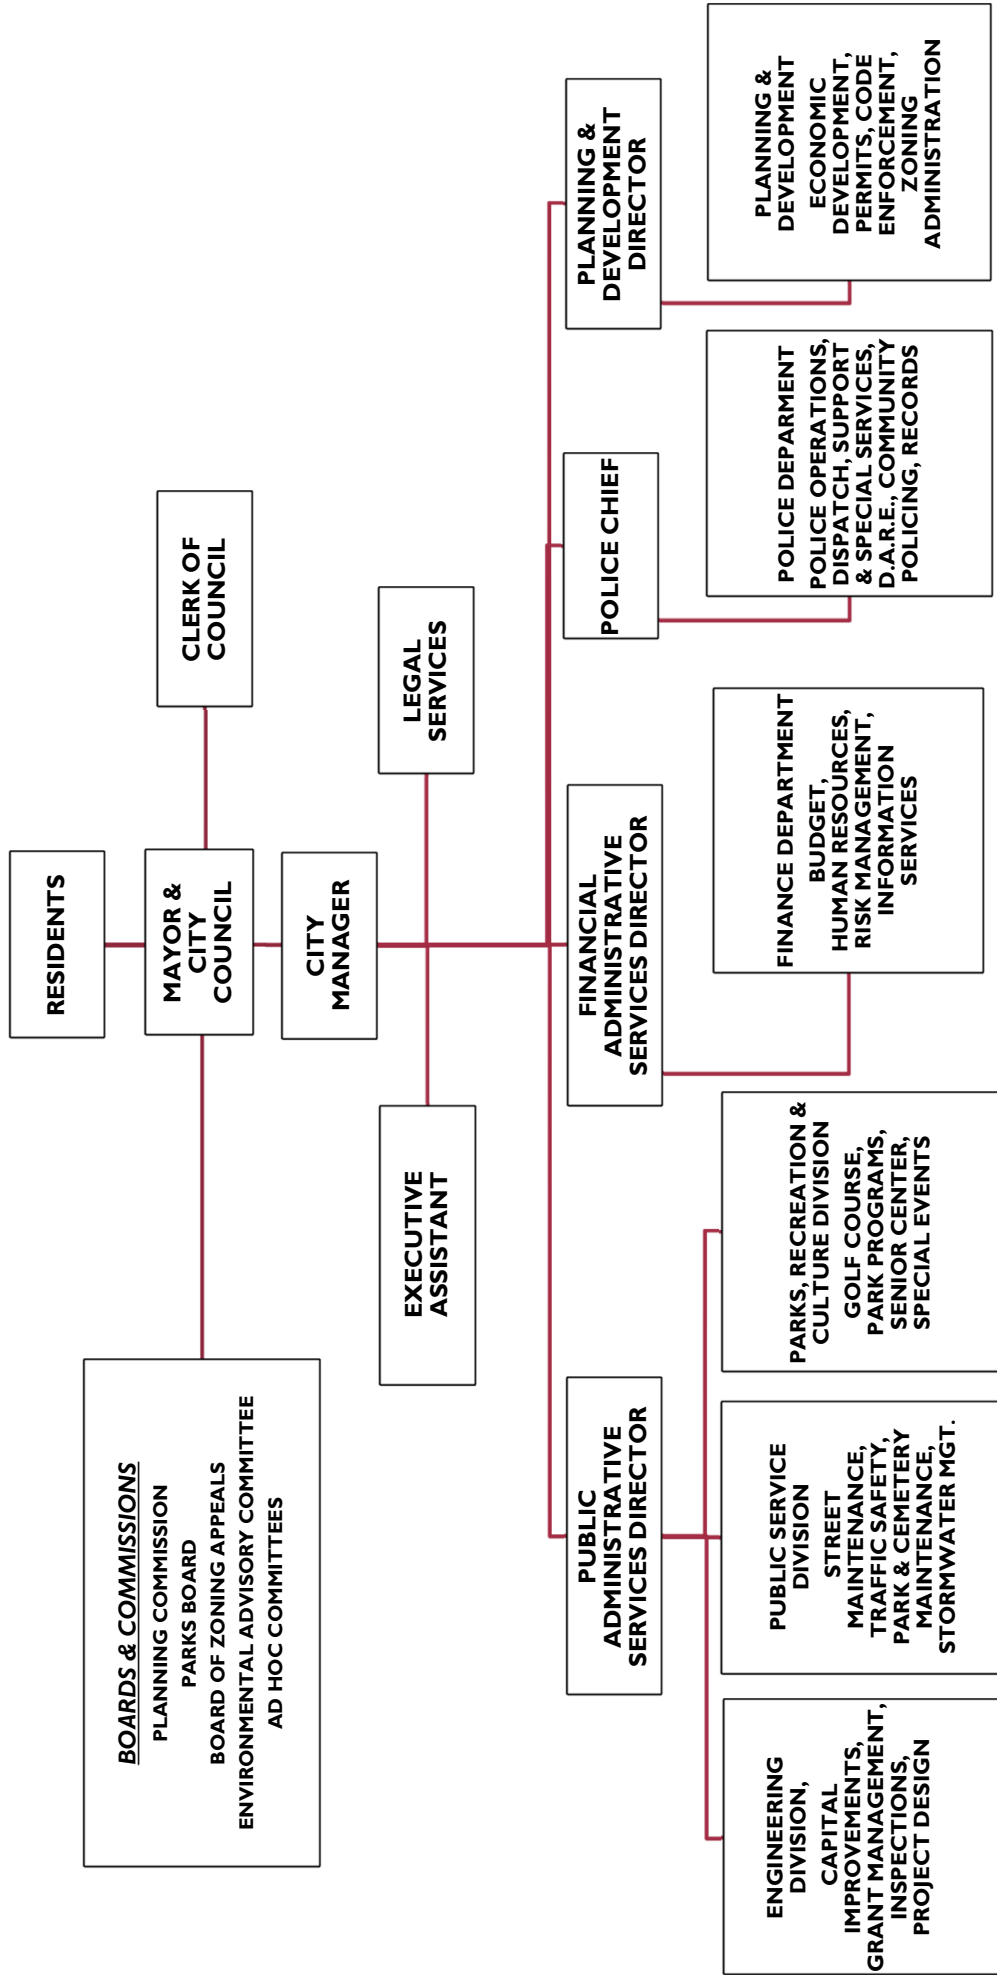 RESIDENTS
BOARDS & COMMISSIONS
PLANNING COMMISSION
PARKS BOARD
BOARD OF ZONING APPEALS
ENVIRONMENTAL ADVISORY COMMITTEE
AD HOC COMMITTEES
MAYOR &
CITY
COUNCIL
CLERK OF
COUNCIL
CITY
MANAGER
EXECUTIVE
ASSISTANT
LEGAL
SERVICES
PUBLIC
ADMINISTRATIVE
SERVICES DIRECTOR
FINANCIAL
ADMINISTRATIVE
SERVICES DIRECTOR
POLICE CHIEF
PLANNING &
DEVELOPMENT
DIRECTOR
ENGINEERING
DIVISION,
CAPITAL
IMPROVEMENTS,
GRANT MANAGEMENT,
INSPECTIONS,
PROJECT DESIGN
PUBLIC SERVICE
DIVISION
STREET
MAINTENANCE,
TRAFFIC SAFETY,
PARK & CEMETERY
MAINTENANCE,
STORMWATER MGT.
PARKS, RECREATION &
CULTURE DIVISION
GOLF COURSE,
PARK PROGRAMS,
SENIOR CENTER,
SPECIAL EVENTS
FINANCE DEPARTMENT
BUDGET,
HUMAN RESOURCES,
RISK MANAGEMENT,
INFORMATION
SERVICES
POLICE DEPARMENT
POLICE OPERATIONS,
DISPATCH, SUPPORT
& SPECIAL SERVICES,
D.A.R.E., COMMUNITY
POLICING, RECORDS
PLANNING &
DEVELOPMENT
ECONOMIC
DEVELOPMENT,
PERMITS, CODE
ENFORCEMENT,
ZONING
ADMINISTRATION